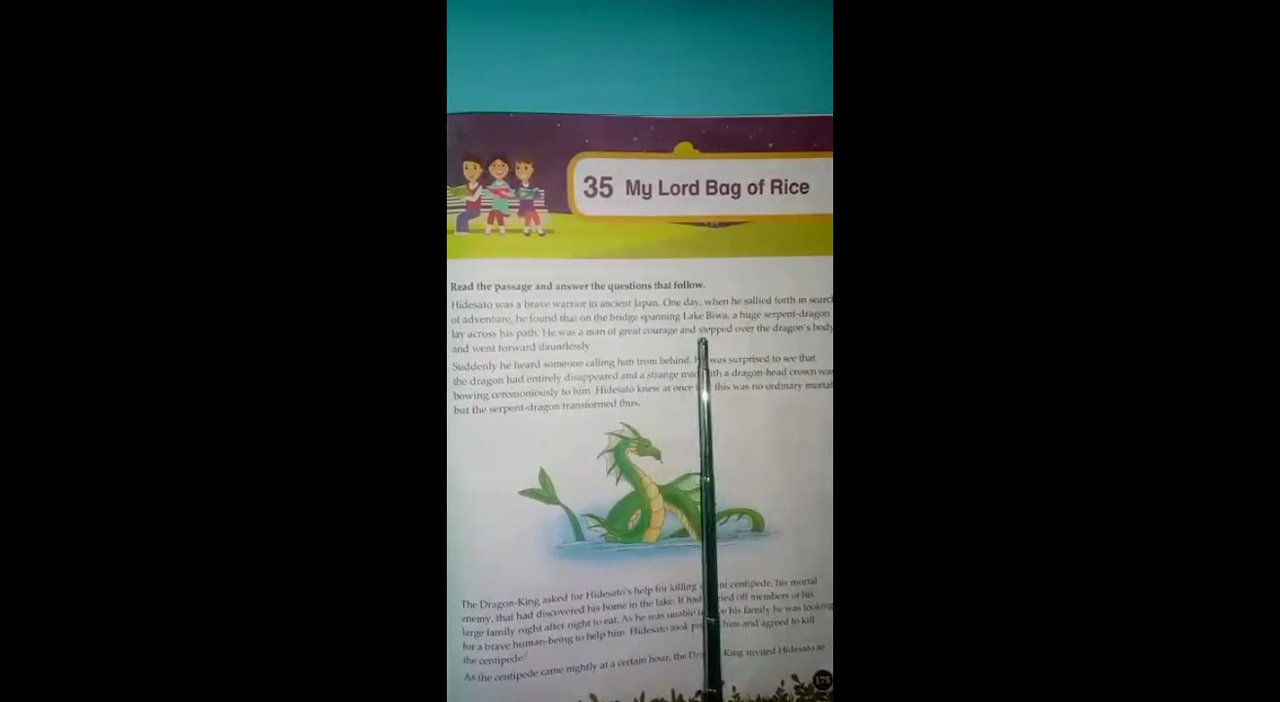 35 My Lord Bag of Rice
Read the passage and answer the questions that follow.
Hidesato was a brave warrior in ancient Japan. One day, when he sallied forth in search
of adventure, he found that on the bridge spanning Lake Biwa, a huge serpent-dragon
lay across his path. He was a man of great courage and stepped over the dragon's body
and went forward dauntlessly
Suddenly he heard someone calling him from behind. was surprised to see that
the dragon had entirely disappeared and a strange a dragon-head crown was
bowing ceremoniously to him. Hidesato knew at once this was no ordinary mortal
but the serpent-dragon transformed thus.
The Dragon-King asked for Hidesato's help for killing centipede, his mortal
enemy, that had discovered his home in the lake. It had members of his
large family night after night to eat. As he was unable his family he was looking
for a brave human-being to help him. Hidesato took him and agreed to kill
the centipede.
As the centipede came nightly at a certain hour, the King invited Hidesato to
175